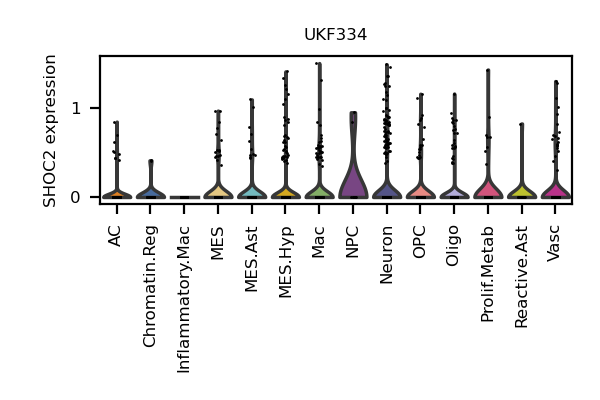 UKF334
SHOC2 expression
1
0
AC
Chromatin.Reg
Inflammatory.Mac
MES
MES.Ast
MES.Hyp
Mac
NPC
Neuron
OPC
Oligo
Prolif.Metab
Reactive.Ast
Vasc